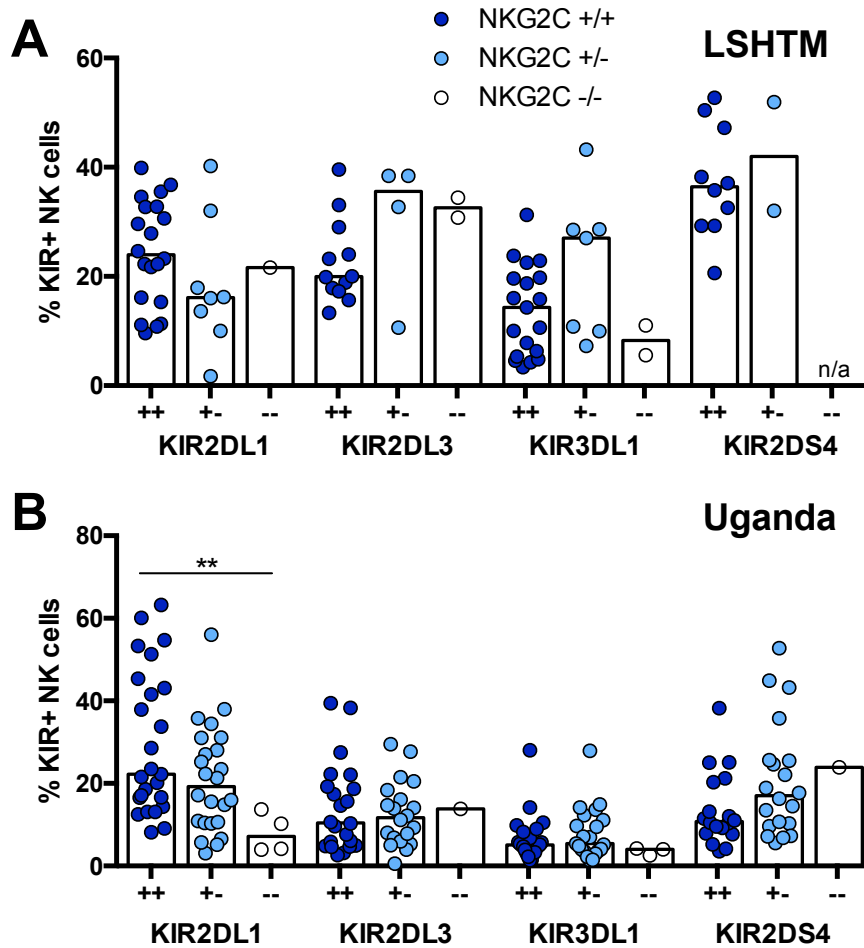 A
NKG2C +/+
LSHTM
NKG2C +/-
NKG2C -/-
% KIR+ NK cells
60
40
20
0
n/a
++ +- -- ++ +- -- ++ +- -- ++ +- --
KIR2DL1 KIR2DL3 KIR3DL1 KIR2DS4
B
Uganda
% KIR+ NK cells
80
60
40
20
0
**
++ +- -- ++ +- -- ++ +- -- ++ +- --
KIR2DL1 KIR2DL3 KIR3DL1 KIR2DS4